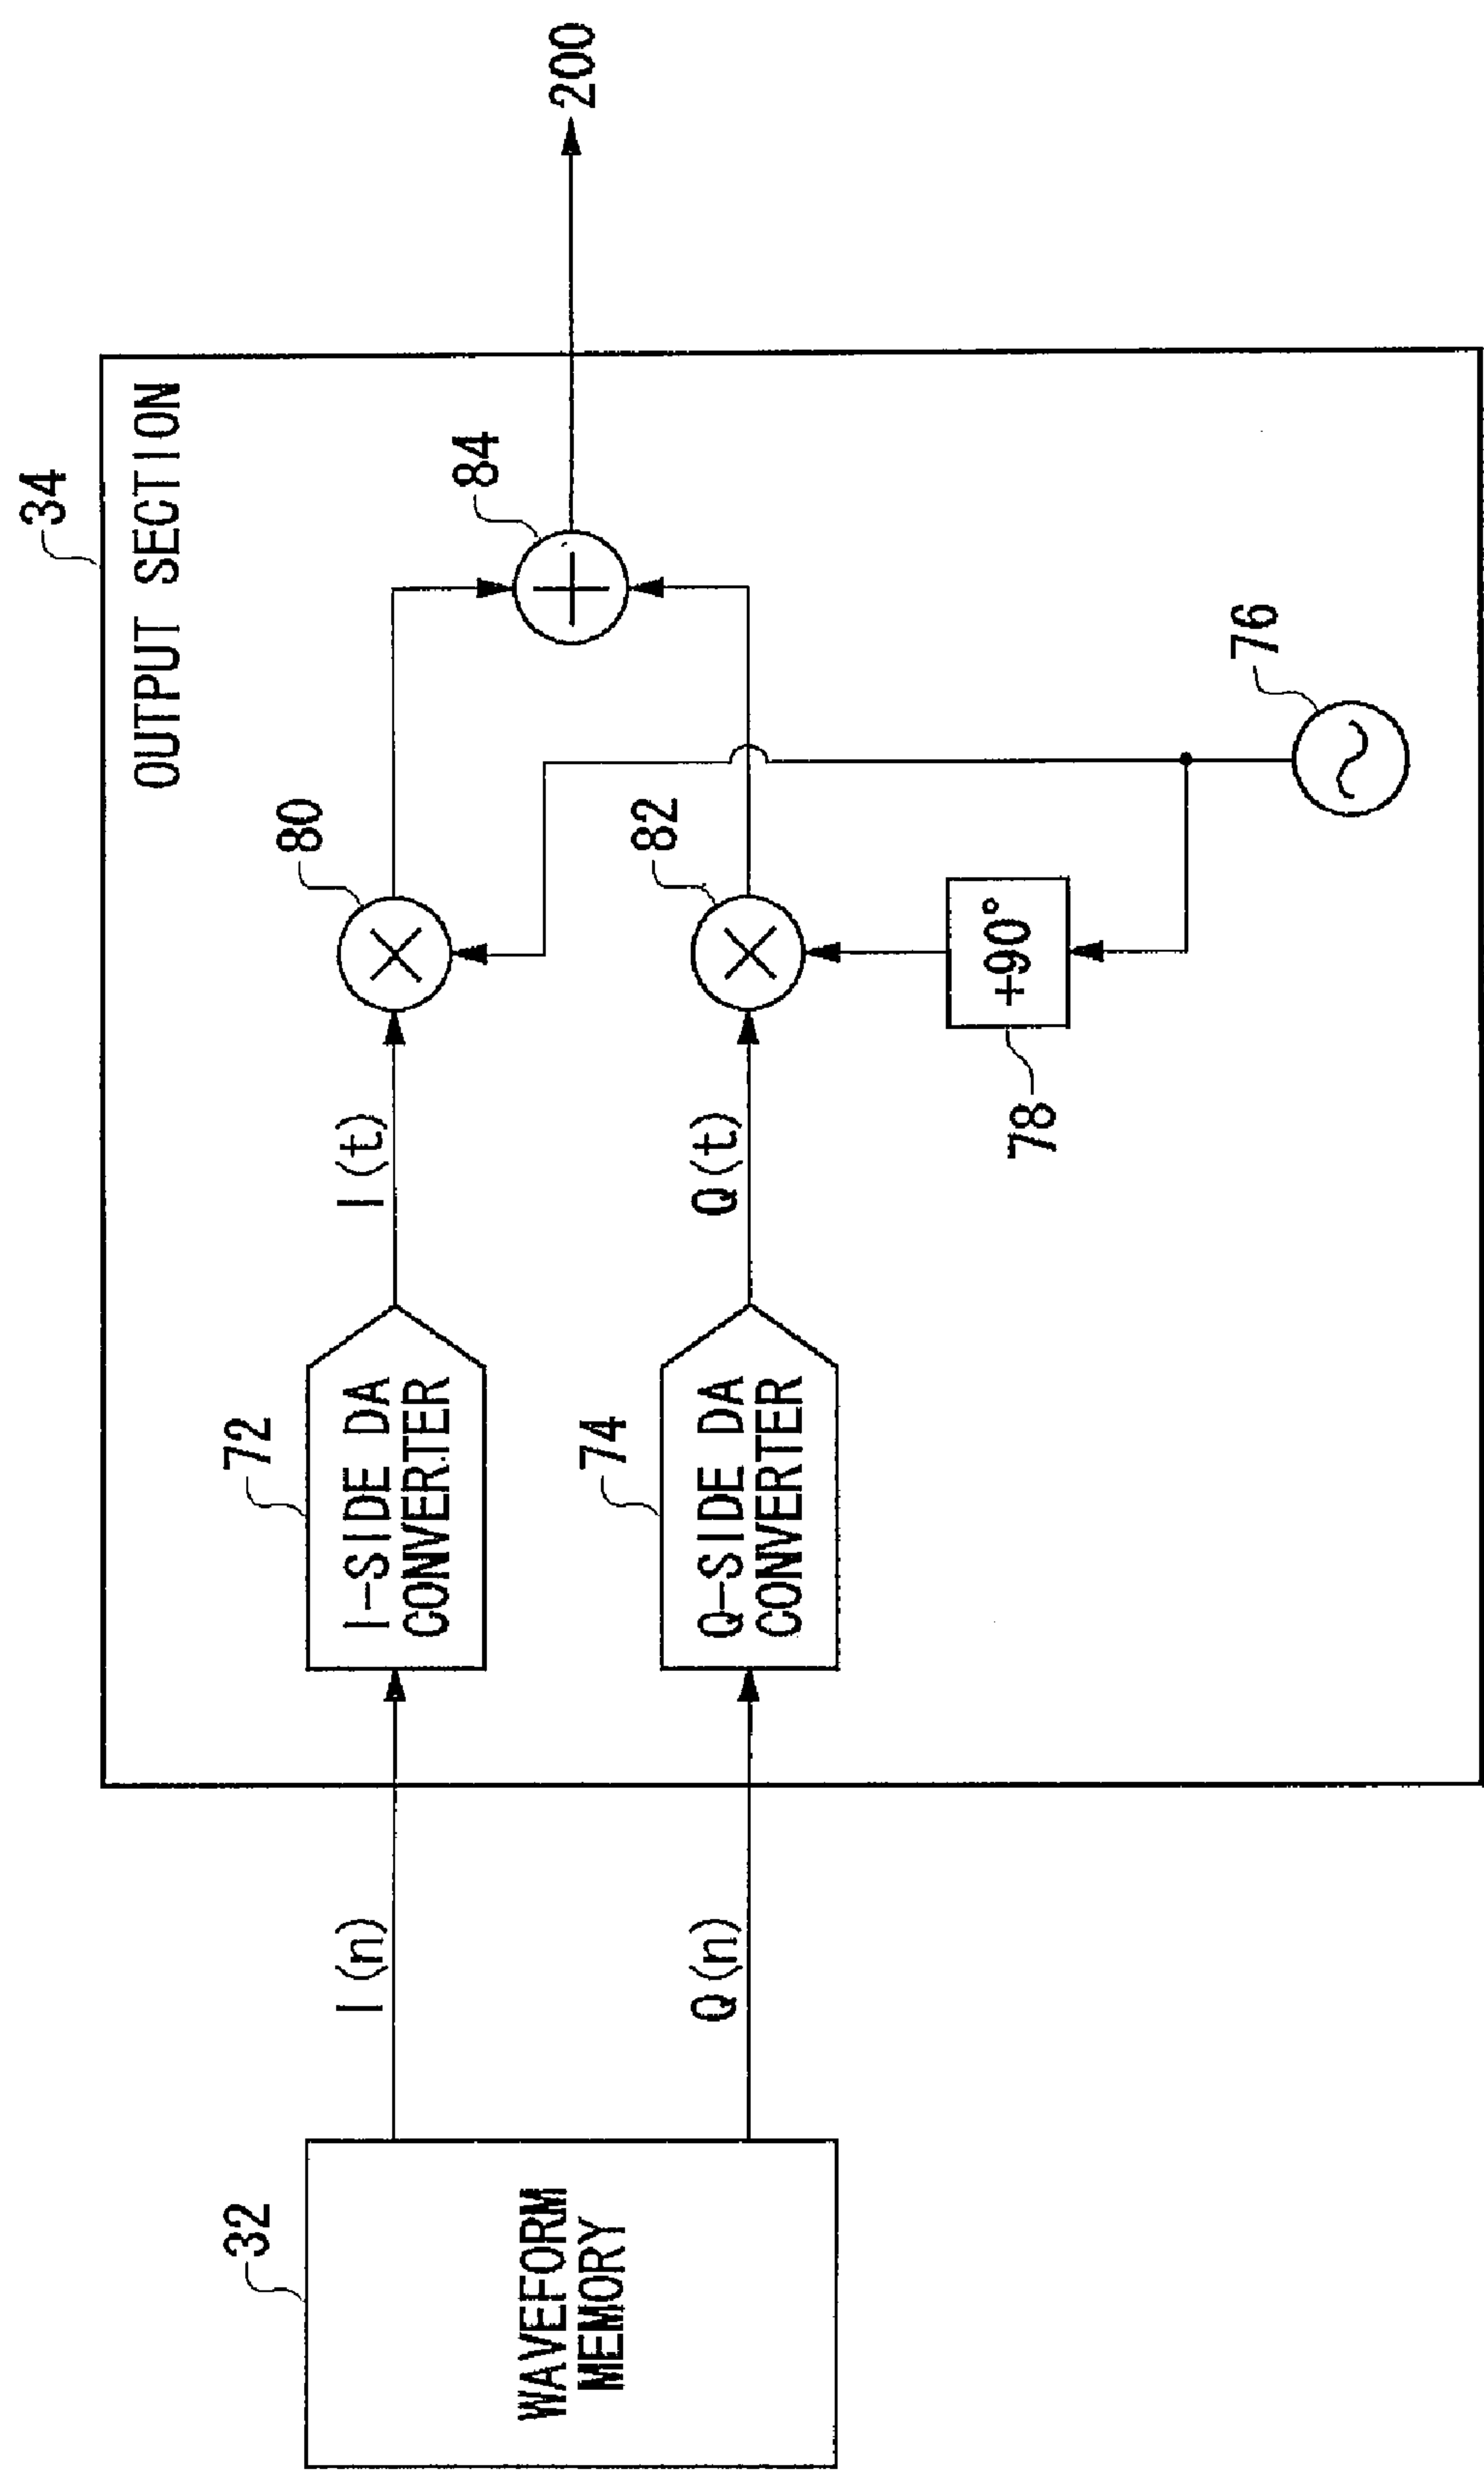 34
OUTPUT SECTION
32
WAVEFORM
MEMORY
I(n)
Q(n)
72
I-SIDE DA
CONVERTER
I(t)
80
74
Q-SIDE DA
CONVERTER
Q(t)
82
84
200
78
+90°
76